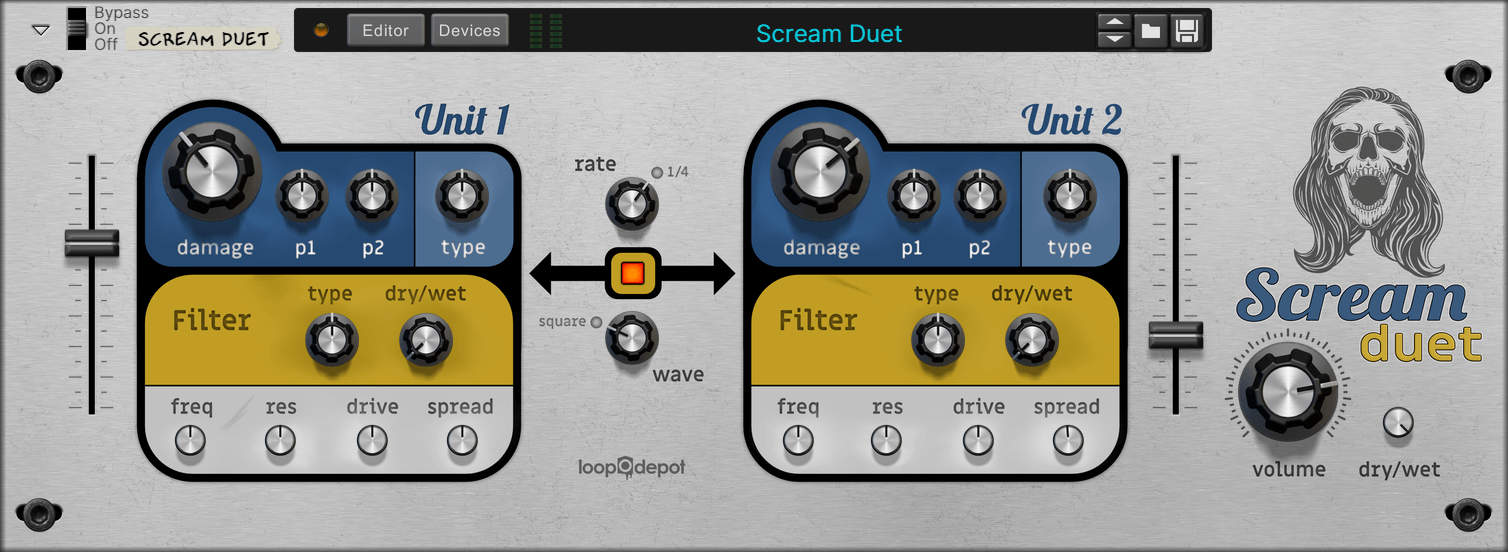 Bypass
On
Off
SCREAM DUET
Editor
Devices
Scream Duet
Unit 1
damage
p1
p2
type
Filter
type
dry/wet
freq
res
drive
spread
rate
1/4
square
wave
loopdepot
Unit 2
damage
p1
p2
type
Filter
type
dry/wet
freq
res
drive
spread
Scream
duet
volume
dry/wet